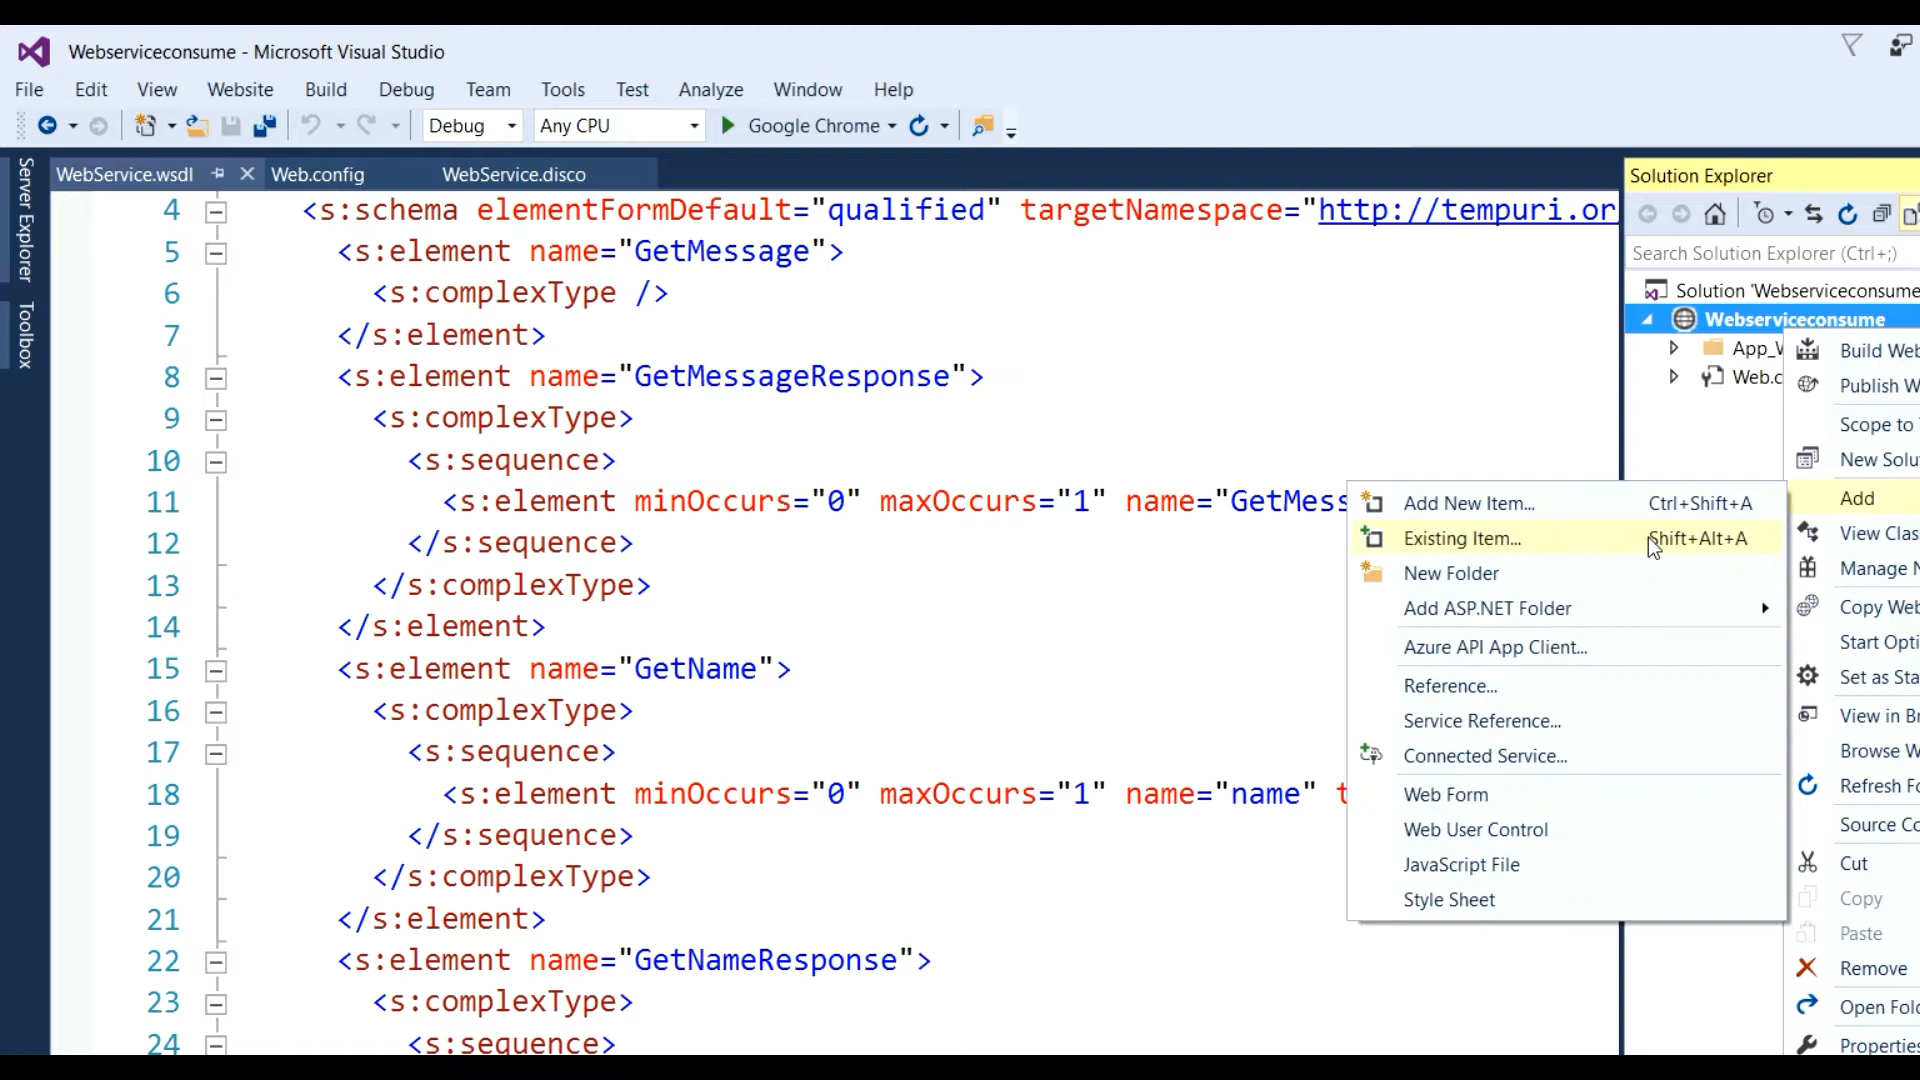 Webserviceconsume - Microsoft Visual Studio
File Edit View Website Build Debug Team Tools Test Analyze Window Help
Debug Any CPU Google Chrome
Server Explorer
Toolbox
WebService.wsdl Web.config WebService.disco
4 <s:schema elementFormDefault="qualified" targetNamespace="http://tempuri.or
5 <s:element name="GetMessage">
6 <s:complexType />
7 </s:element>
8 <s:element name="GetMessageResponse">
9 <s:complexType>
10 <s:sequence>
11 <s:element minOccurs="0" maxOccurs="1" name="GetMess
12 </s:sequence>
13 </s:complexType>
14 </s:element>
15 <s:element name="GetName">
16 <s:complexType>
17 <s:sequence>
18 <s:element minOccurs="0" maxOccurs="1" name="name" t
19 </s:sequence>
20 </s:complexType>
21 </s:element>
22 <s:element name="GetNameResponse">
23 <s:complexType>
24 <s:sequence>
Solution Explorer
Search Solution Explorer (Ctrl+;)
Solution 'Webserviceconsume
Webserviceconsume
App_W
Web.c
Add New Item... Ctrl+Shift+A
Existing Item... Shift+Alt+A
New Folder
Add ASP.NET Folder
Azure API App Client...
Reference...
Service Reference...
Connected Service...
Web Form
Web User Control
JavaScript File
Style Sheet
Build Web
Publish W
Scope to T
New Solu
Add
View Clas
Manage N
Copy Web
Start Opti
Set as Sta
View in Br
Browse W
Refresh Fo
Source Co
Cut
Copy
Paste
Remove
Open Fold
Properties